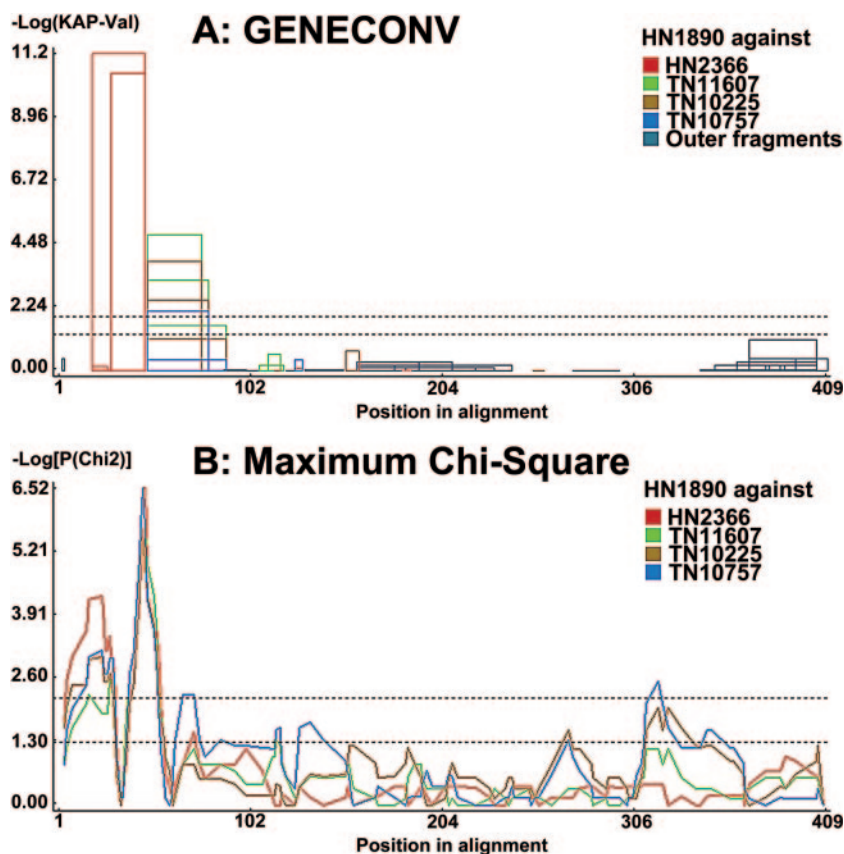 -Log(KAP-Val)
A: GENECONV
HN1890 against
HN2366
TN11607
TN10225
TN10757
Outer fragments
11.2
8.96
6.72
4.48
2.24
0.00
1
102
204
306
409
Position in alignment
-Log[P(Chi2)]
B: Maximum Chi-Square
HN1890 against
HN2366
TN11607
TN10225
TN10757
6.52
5.21
3.91
2.60
1.30
0.00
1
102
204
306
409
Position in alignment